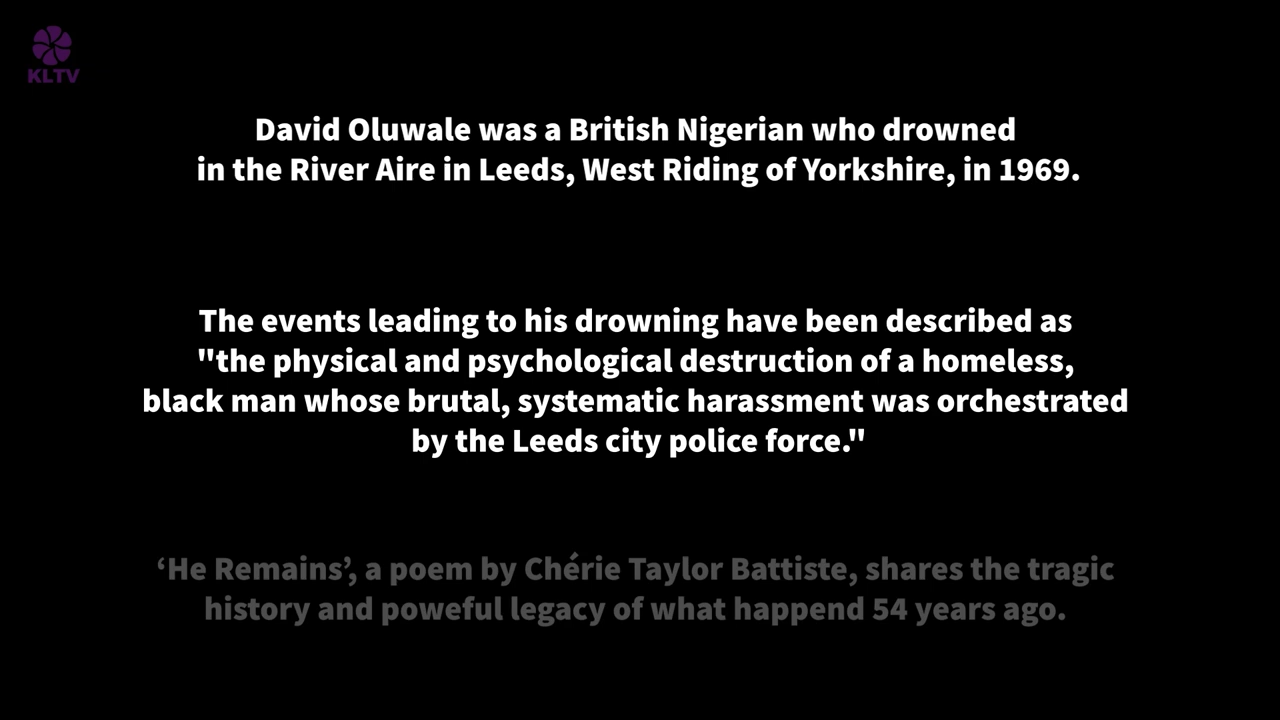 KLTV
David Oluwale was a British Nigerian who drowned
in the River Aire in Leeds, West Riding of Yorkshire, in 1969.
The events leading to his drowning have been described as
"the physical and psychological destruction of a homeless,
black man whose brutal, systematic harassment was orchestrated
by the Leeds city police force."
‘He Remains’, a poem by Chérie Taylor Battiste, shares the tragic
history and poweful legacy of what happend 54 years ago.